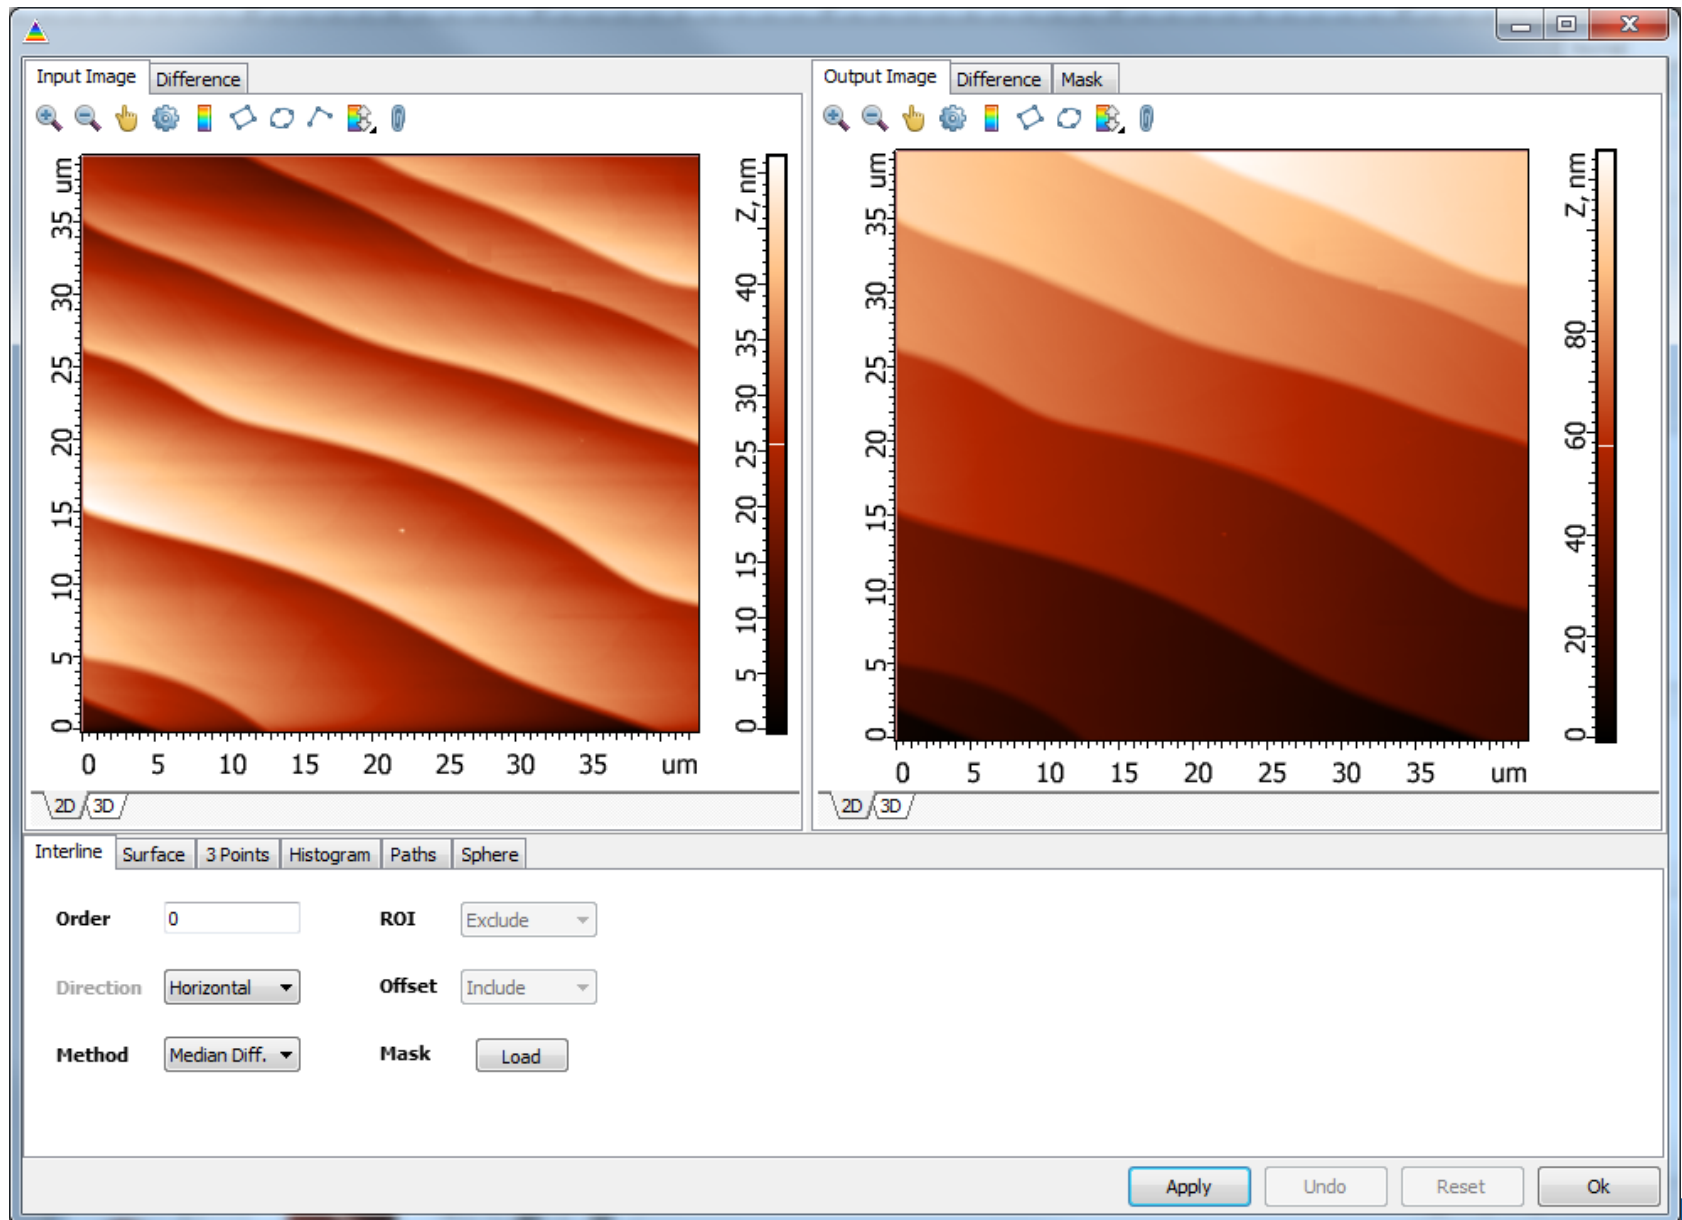 Input Image Difference
Output Image Difference Mask
um
35
30
25
20
15
10
5
0
0 5 10 15 20 25 30 35 um
Z, nm
40
35
30
25
20
15
10
5
0
2D 3D
um
35
30
25
20
15
10
5
0
0 5 10 15 20 25 30 35 um
Z, nm
80
60
40
20
0
2D 3D
Interline Surface 3 Points Histogram Paths Sphere
Order 0 ROI Exclude
Direction Horizontal Offset Include
Method Median Diff. Mask Load
Apply Undo Reset Ok